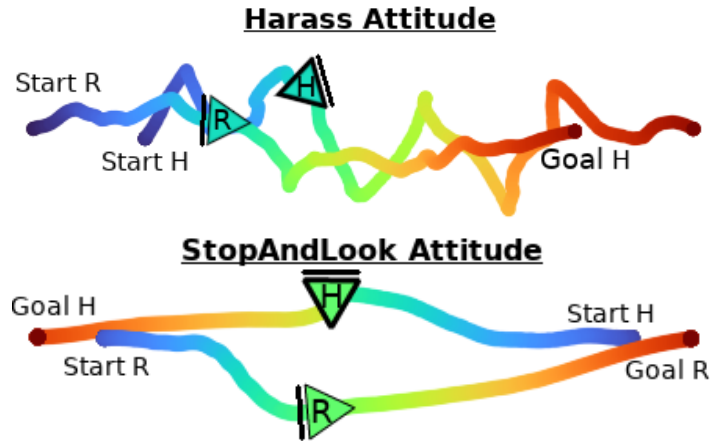 Harass Attitude
Start R
H
R
Start H
Goal H
StopAndLook Attitude
Goal H
H
Start H
Start R
Goal R
R